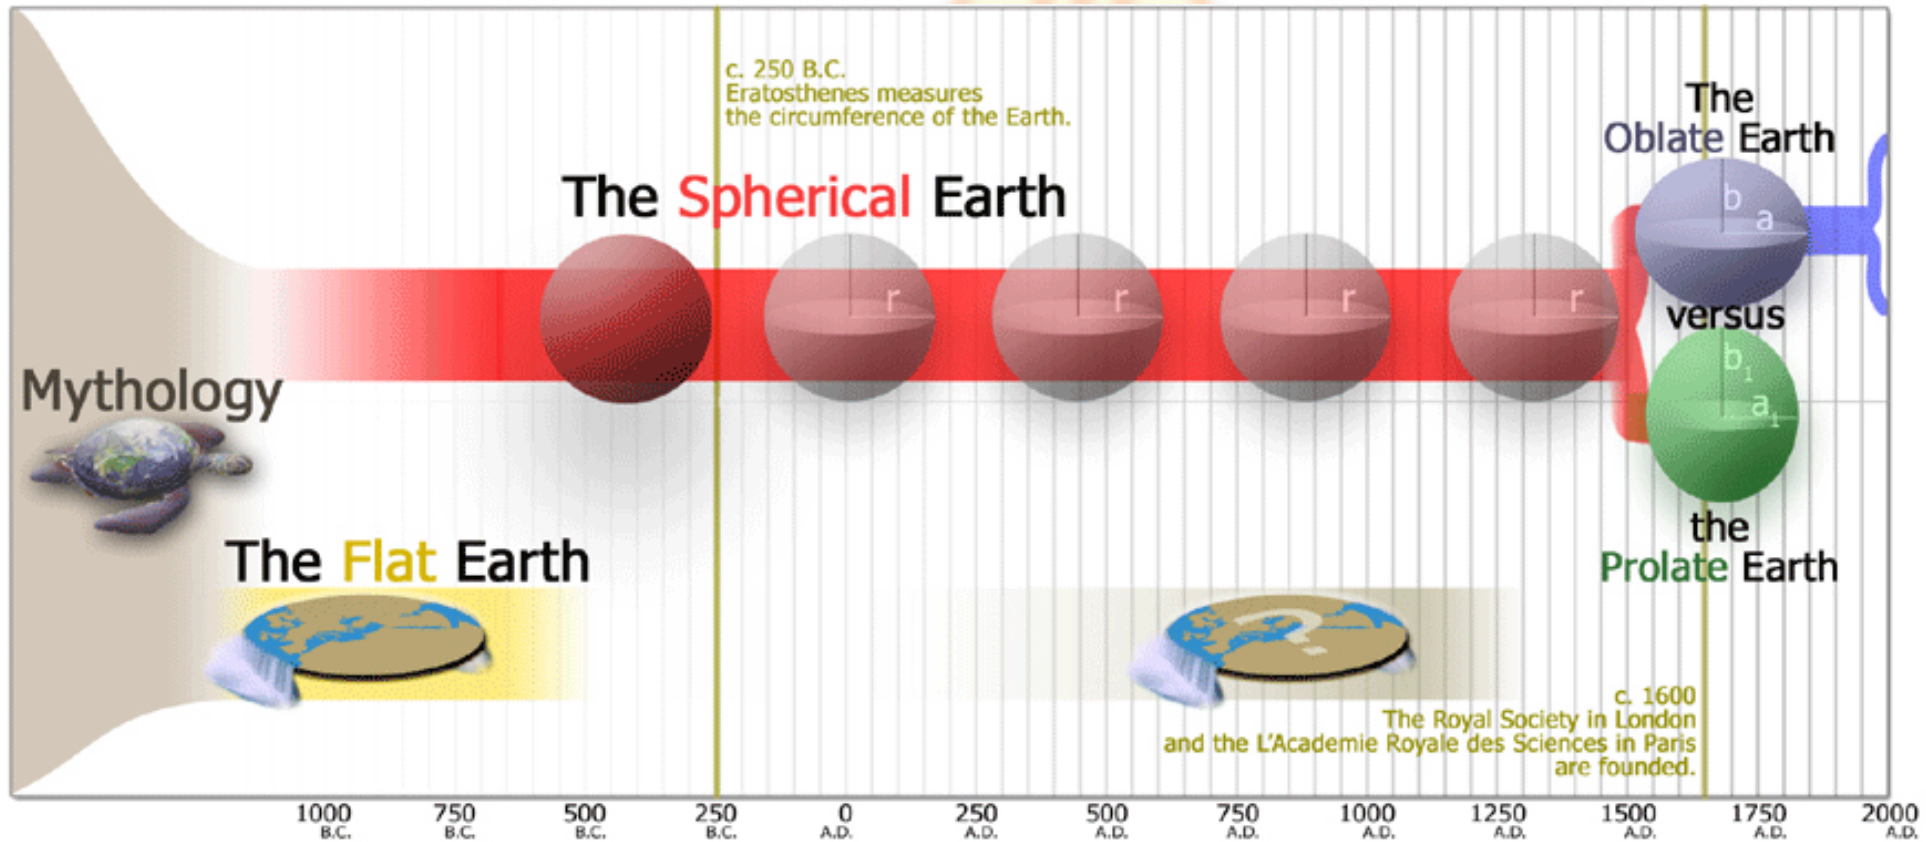 c. 250 B.C.
Eratosthenes measures
the circumference of the Earth.
The Spherical Earth
The
Oblate Earth
b
a
versus
b1
a1
the
Prolate Earth
r
r
r
r
Mythology
The Flat Earth
?
c. 1600
The Royal Society in London
and the L'Academie Royale des Sciences in Paris
are founded.
1000 750 500 250 0 250 500 750 1000 1250 1500 1750 2000
B.C. B.C. B.C. B.C. A.D. A.D. A.D. A.D. A.D. A.D. A.D. A.D. A.D.